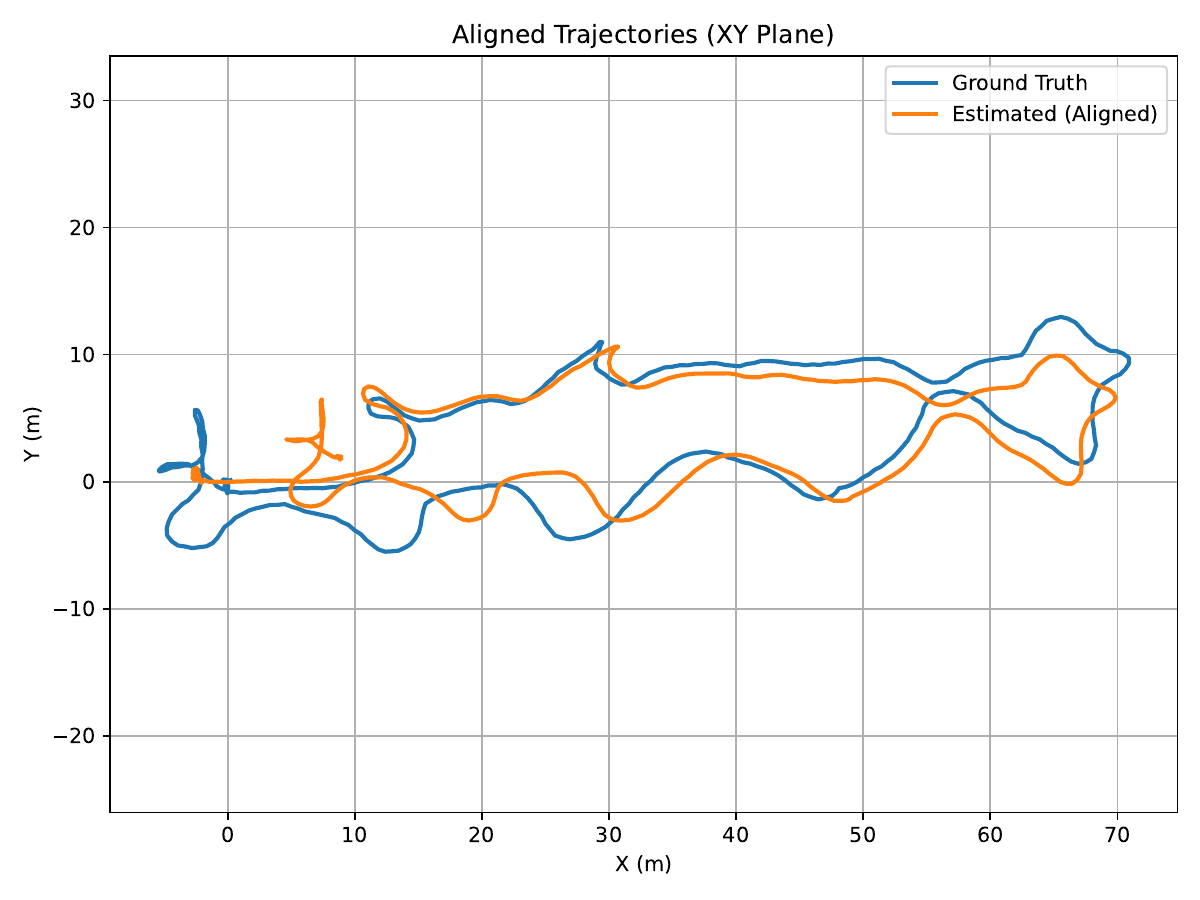 Aligned Trajectories (XY Plane)
Ground Truth
Estimated (Aligned)
30
20
10
0
−10
−20
Y (m)
0 10 20 30 40 50 60 70
X (m)